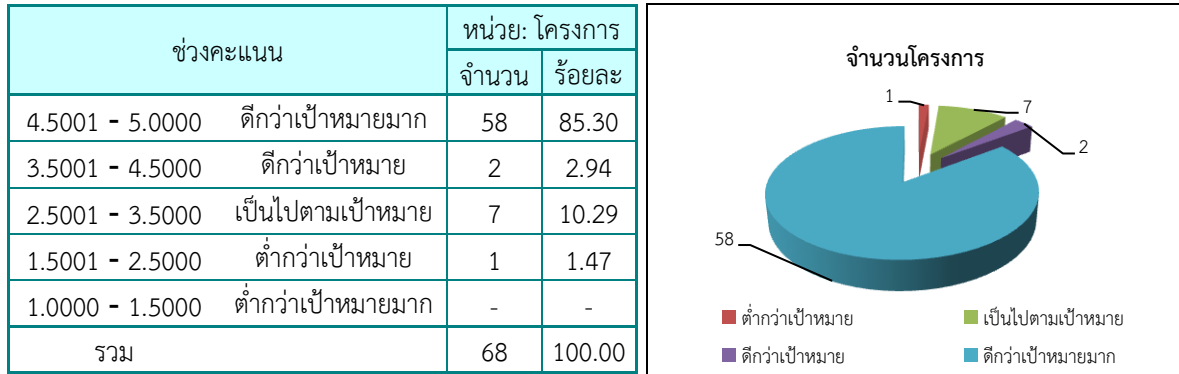 ช่วงคะแนน หน่วย: โครงการ
จำนวน ร้อยละ
4.5001 - 5.0000 ดีกว่าเป้าหมายมาก 58 85.30
3.5001 - 4.5000 ดีกว่าเป้าหมาย 2 2.94
2.5001 - 3.5000 เป็นไปตามเป้าหมาย 7 10.29
1.5001 - 2.5000 ต่ำกว่าเป้าหมาย 1 1.47
1.0000 - 1.5000 ต่ำกว่าเป้าหมายมาก - -
รวม 68 100.00
จำนวนโครงการ
1
7
2
58
ต่ำกว่าเป้าหมาย เป็นไปตามเป้าหมาย
ดีกว่าเป้าหมาย ดีกว่าเป้าหมายมาก